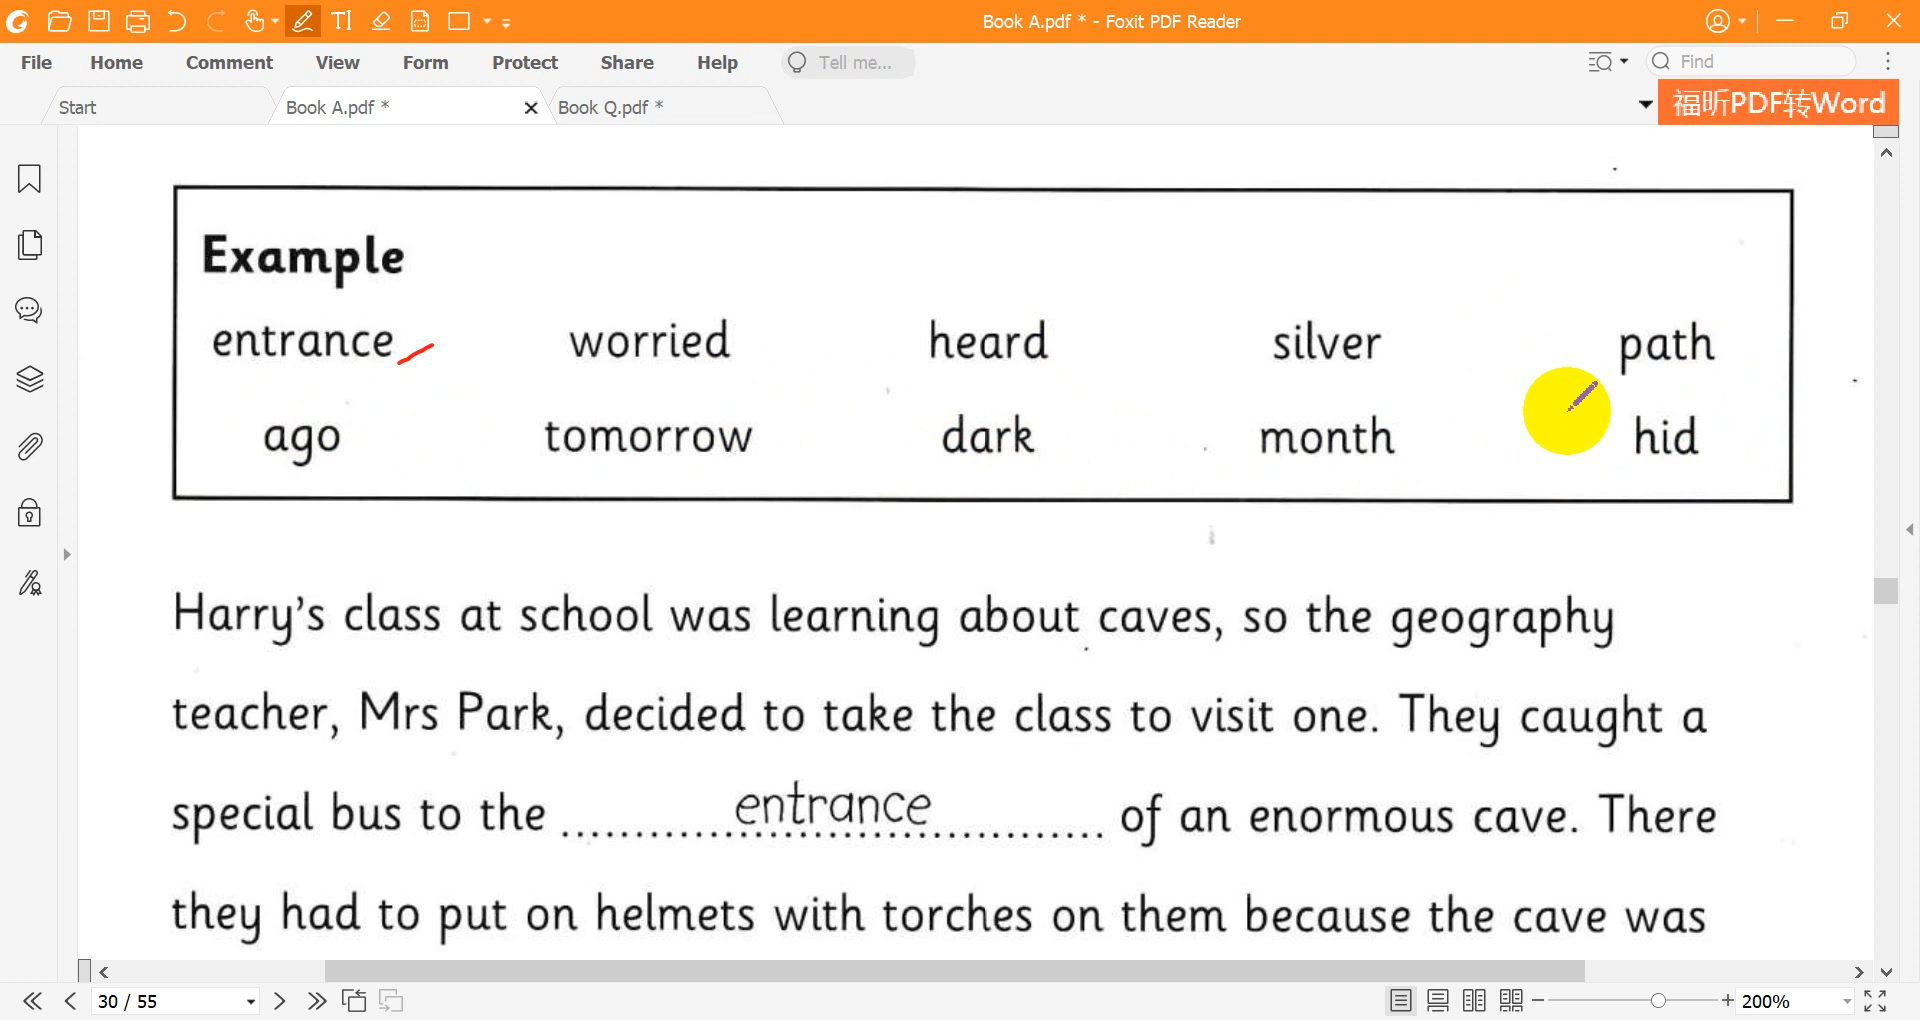 Book A.pdf * - Foxit PDF Reader
File Home Comment View Form Protect Share Help Tell me... Find
Start Book A.pdf * Book Q.pdf * 福昕PDF转Word
Example
entrance worried heard silver path
ago tomorrow dark month hid
Harry's class at school was learning about caves, so the geography
teacher, Mrs Park, decided to take the class to visit one. They caught a
special bus to the entrance of an enormous cave. There
they had to put on helmets with torches on them because the cave was
30 / 55 200%